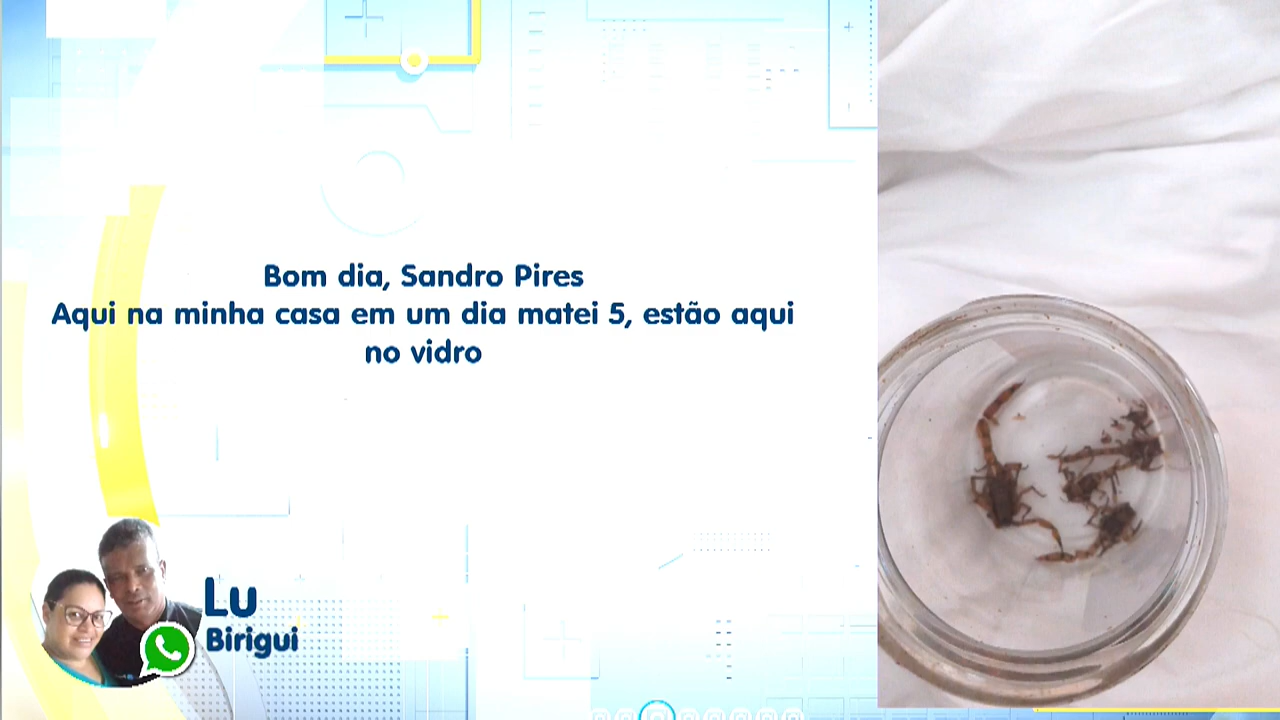 Bom dia, Sandro Pires
Aqui na minha casa em um dia matei 5, estão aqui
no vidro
Lu
Birigui